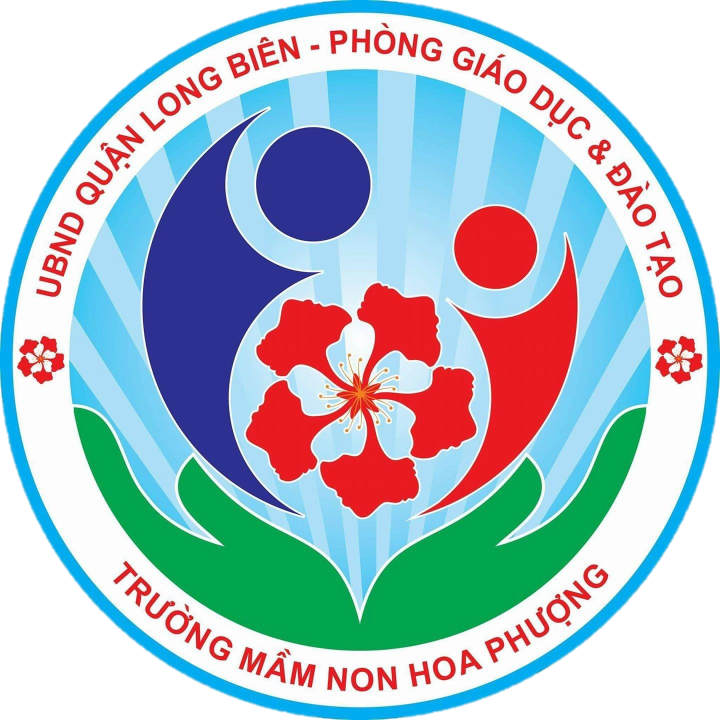 UBND QUẬN LONG BIÊN - PHÒNG GIÁO DỤC & ĐÀO TẠO
TRƯỜNG MẦM NON HOA PHƯỢNG